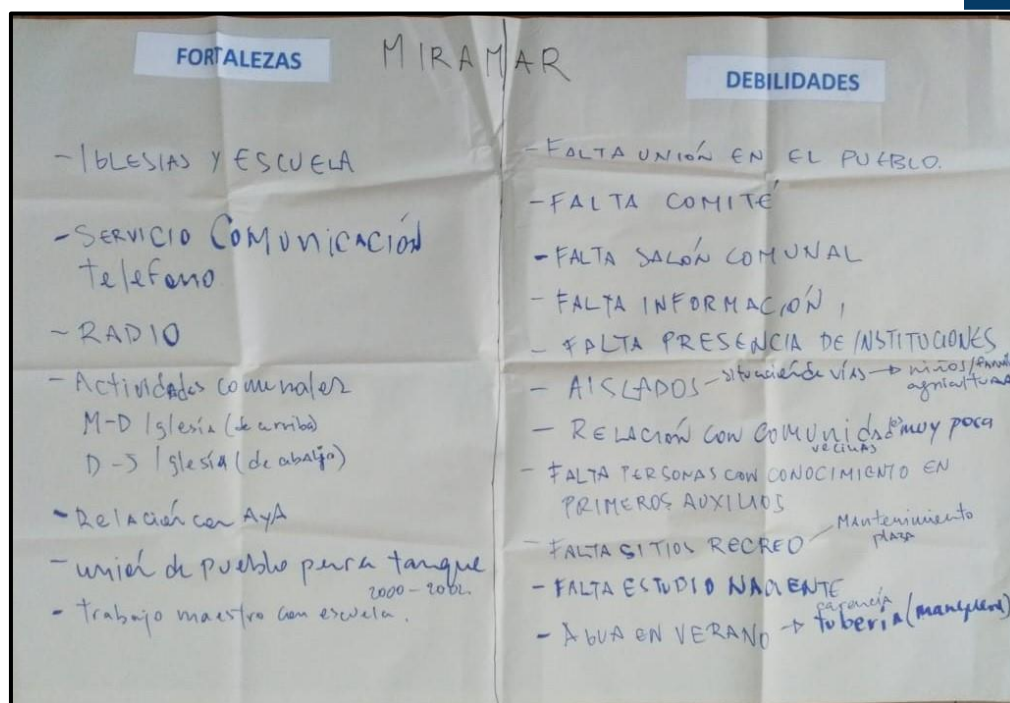 MIRAMAR
FORTALEZAS
- IGLESIAS Y ESCUELA
- SERVICIO COMUNICACIÓN
teléfono
- RADIO
- Actividades comunales
M-D Iglesia (de arriba)
D-J Iglesia (de abajo)
- Relación con AyA
- unión de pueblo para tanque
2000-2002.
- trabajo maestro con escuela.
DEBILIDADES
- FALTA UNIÓN EN EL PUEBLO.
- FALTA COMITÉ
- FALTA SALÓN COMUNAL
- FALTA INFORMACIÓN,
- FALTA PRESENCIA DE INSTITUCIONES
- AISLADOS - situación de vías → niños/
agricultura
- RELACIÓN CON COMUNIDAD muy poca
vecinas
- FALTA PERSONAS CON CONOCIMIENTO EN
PRIMEROS AUXILIOS
- FALTA SITIOS RECREO - Mantenimiento
plaza
- FALTA ESTUDIO NACIENTE
carencia
- AGUA EN VERANO → tubería (manguera)